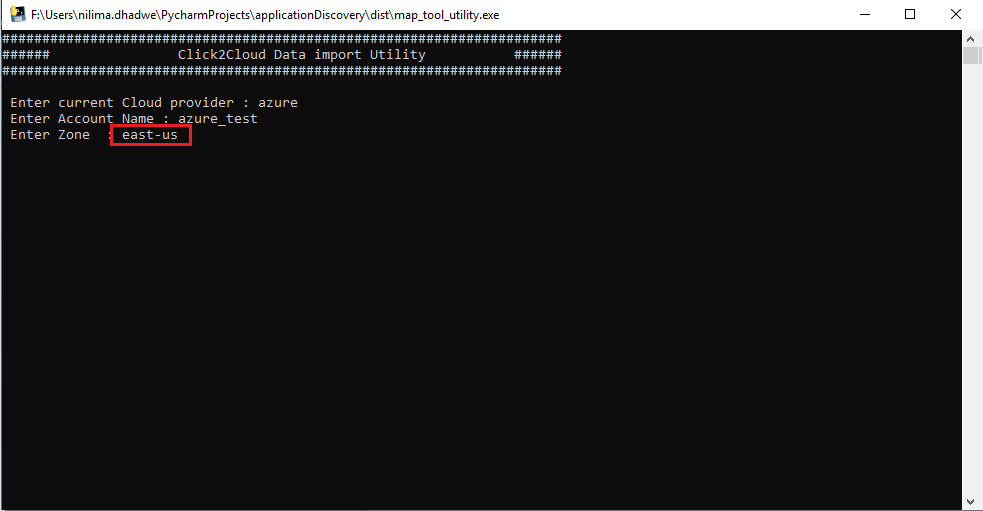 F:\Users\nilima.dhadwe\PycharmProjects\applicationDiscovery\dist\map_tool_utility.exe
######################################################################
###### Click2Cloud Data import Utility ######
######################################################################
Enter current Cloud provider : azure
Enter Account Name : azure_test
Enter Zone : east-us